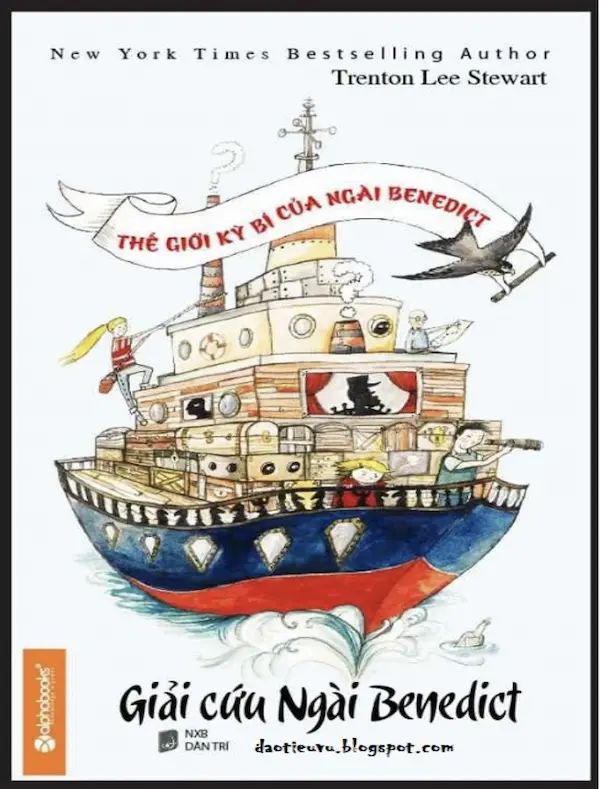 New York Times Bestselling Author
Trenton Lee Stewart
THẾ GIỚI KỲ BÍ CỦA NGÀI BENEDICT
Giải cứu Ngài Benedict
alphabooks
NXB
DÂN TRÍ
daotieuvu.blogspot.com